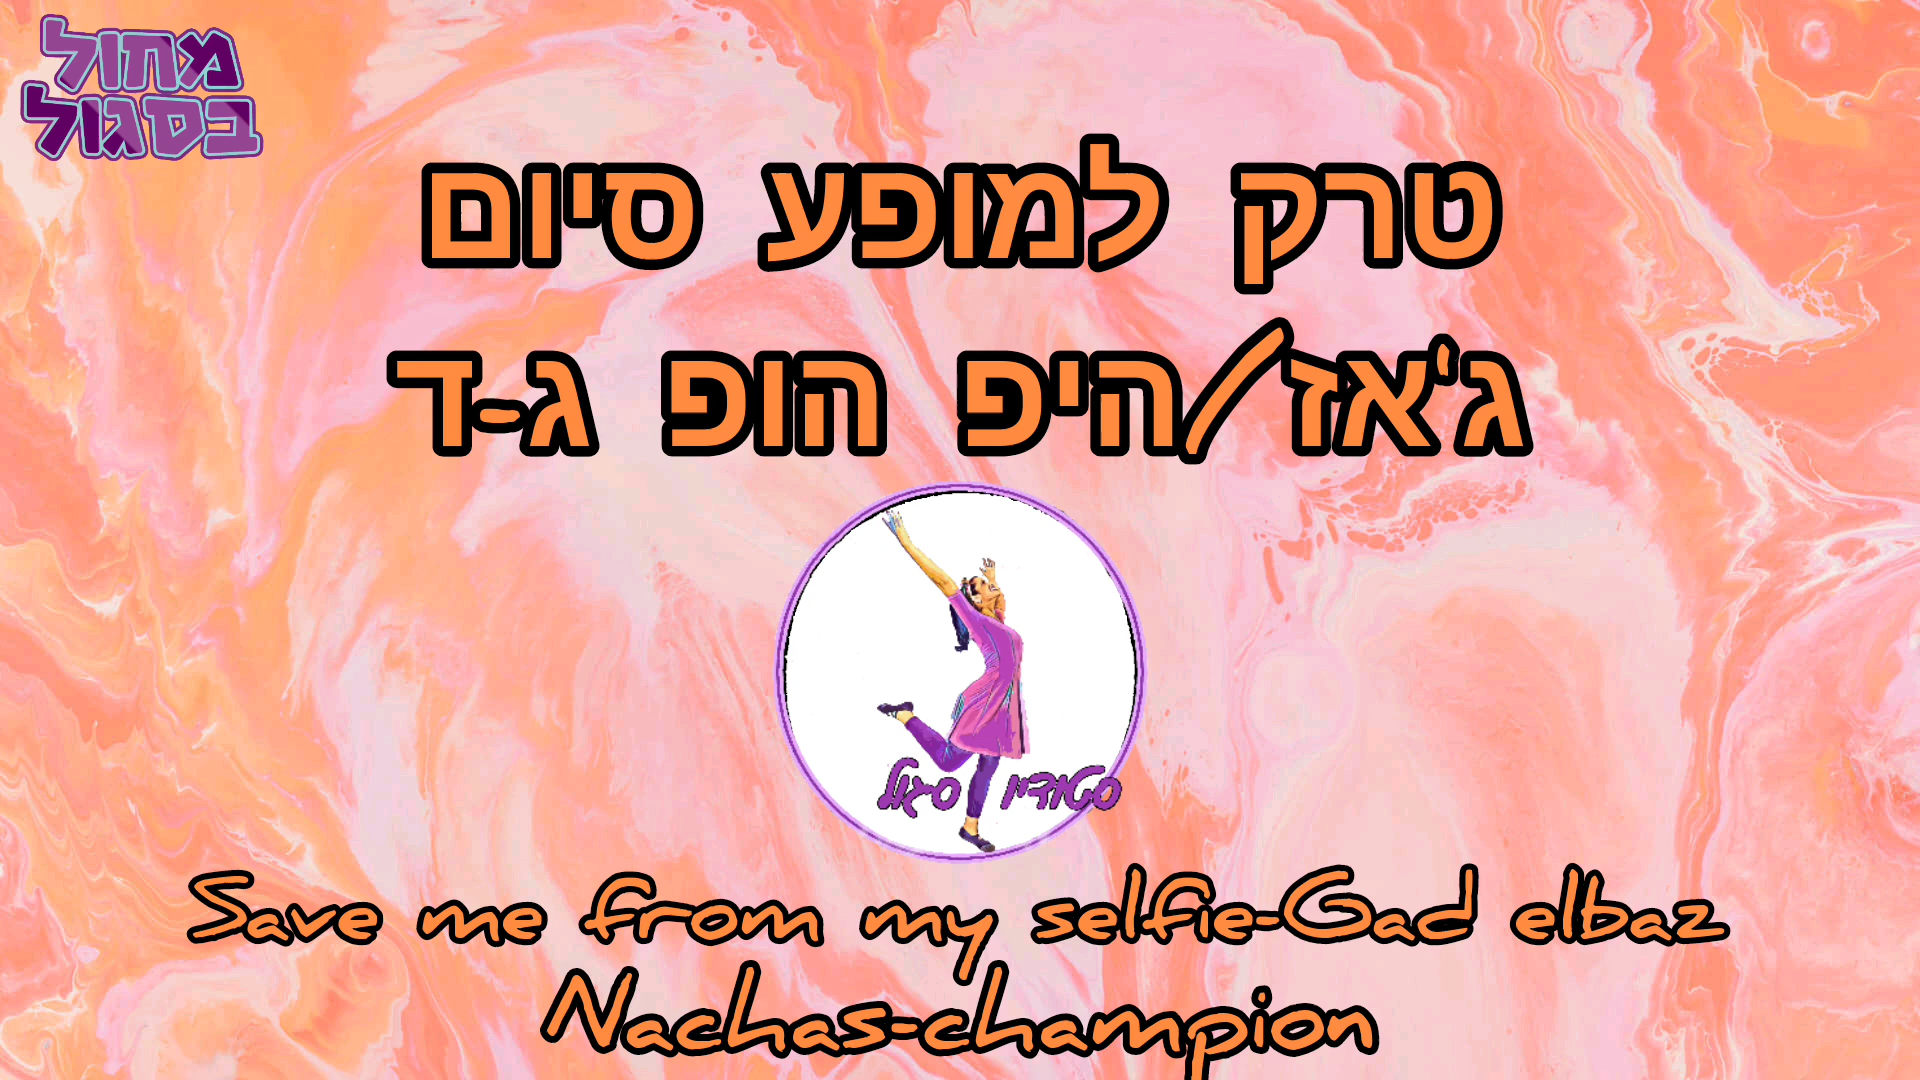 מחול
בסגול
טרק למופע סיום
ג'אז/היפ הופ ג-ד
סטודיו סגול
Save me from my selfie-Gad elbaz
Nachas-champion